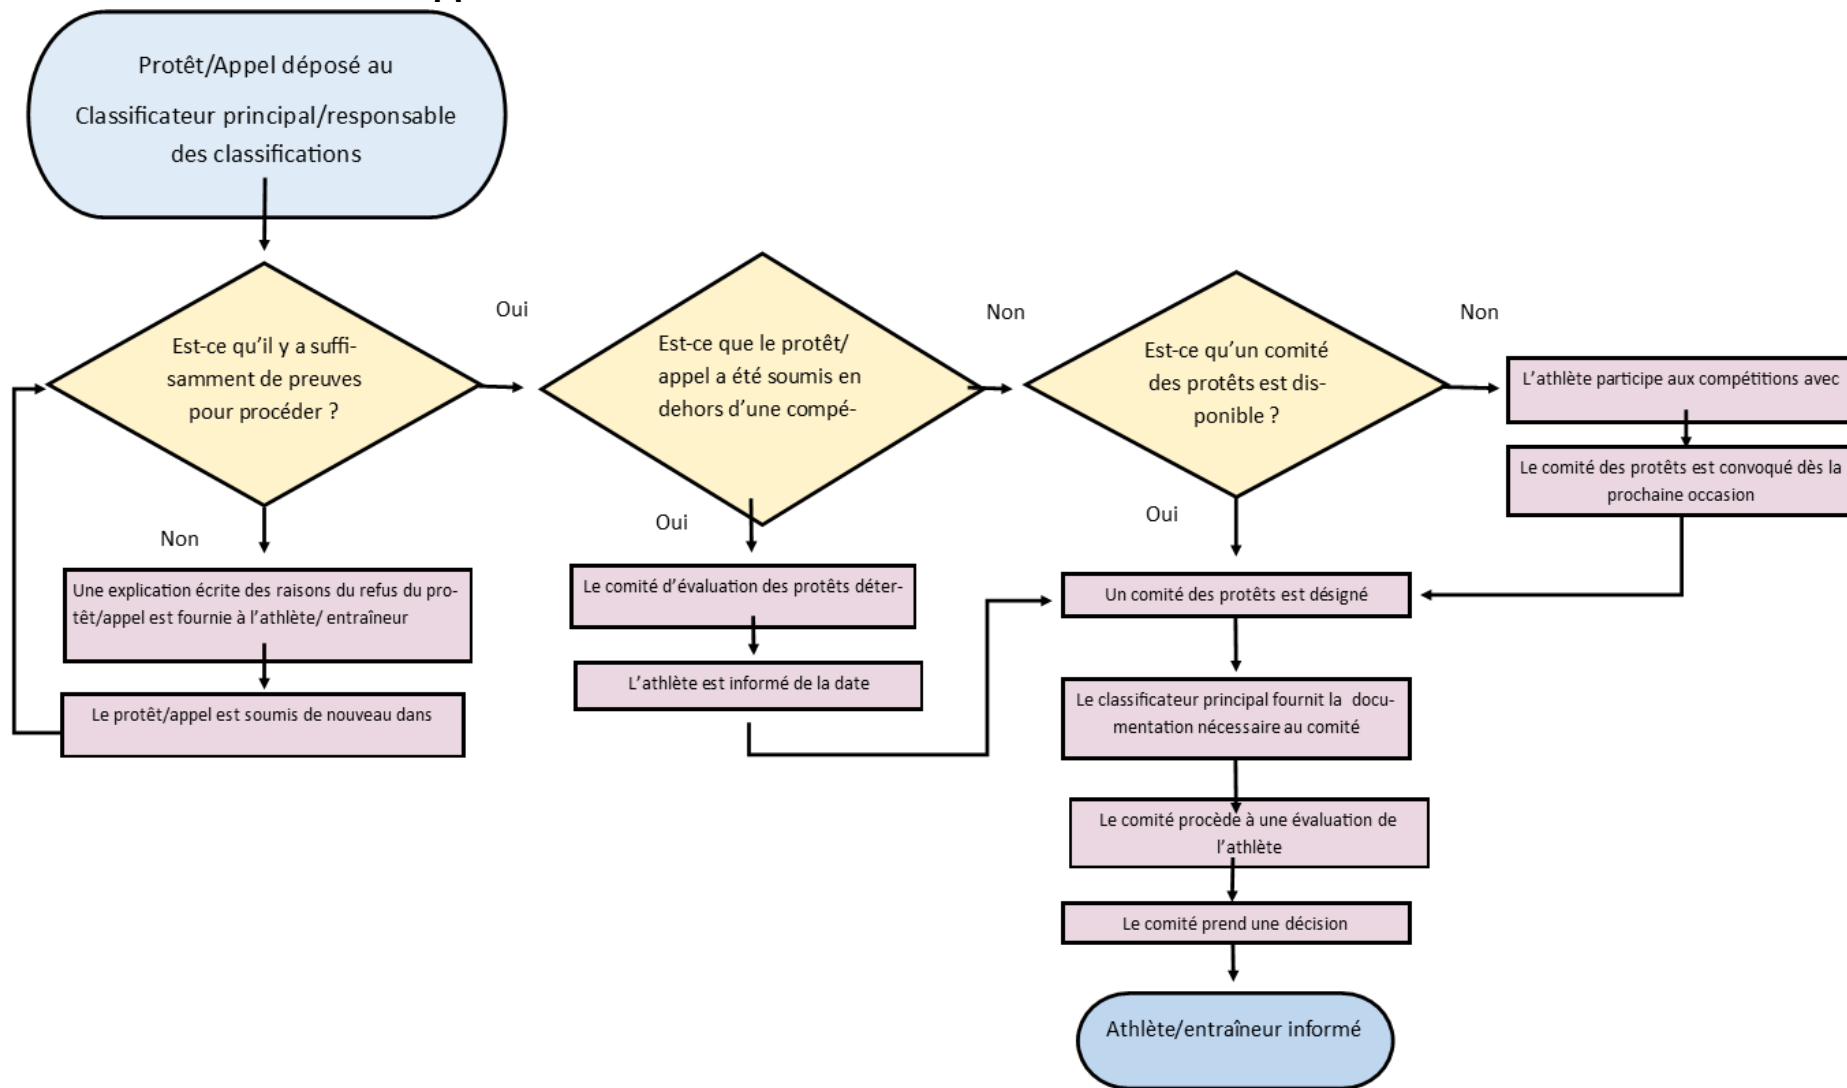 Protêt/Appel déposé au
Classificateur principal/responsable
des classifications
Oui
Non
Non
Est-ce qu'il y a suffi-
samment de preuves
pour procéder ?
Est-ce que le protêt/
appel a été soumis en
dehors d'une compé-
Est-ce qu'un comité
des protêts est dis-
ponible ?
L'athlète participe aux compétitions avec
Le comité des protêts est convoqué dès la
prochaine occasion
Non
Oui
Oui
Une explication écrite des raisons du refus du pro-
têt/appel est fournie à l'athlète/ entraîneur
Le protêt/appel est soumis de nouveau dans
Le comité d'évaluation des protêts déter-
L'athlète est informé de la date
Un comité des protêts est désigné
Le classificateur principal fournit la docu-
mentation nécessaire au comité
Le comité procède à une évaluation de
l'athlète
Le comité prend une décision
Athlète/entraîneur informé